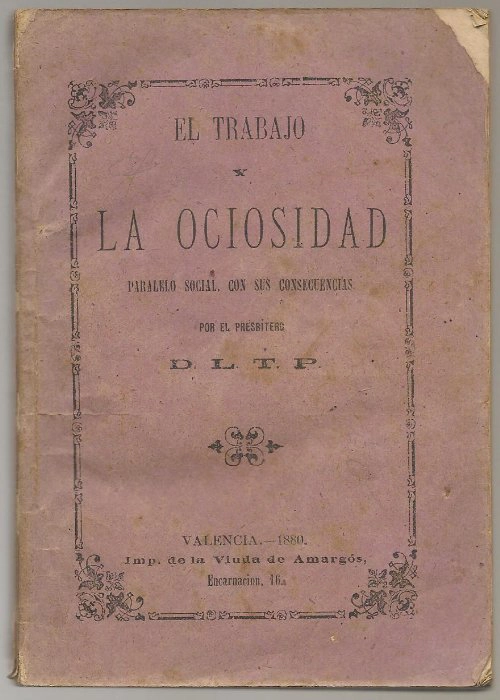 EL TRABAJO
Y
LA OCIOSIDAD
PARALELO SOCIAL, CON SUS CONSECUENCIAS.
POR EL PRESBÍTERO
D. L. T. P.
VALENCIA.—1880.
Imp. de la Viuda de Amargós,
Encarnacion, 16.